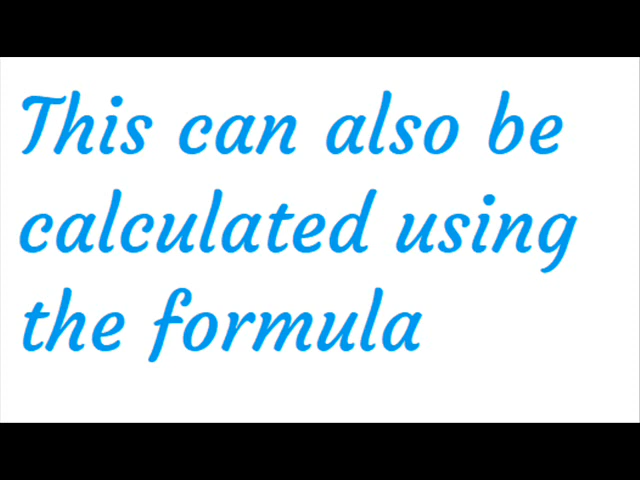 This can also be
calculated using
the formula